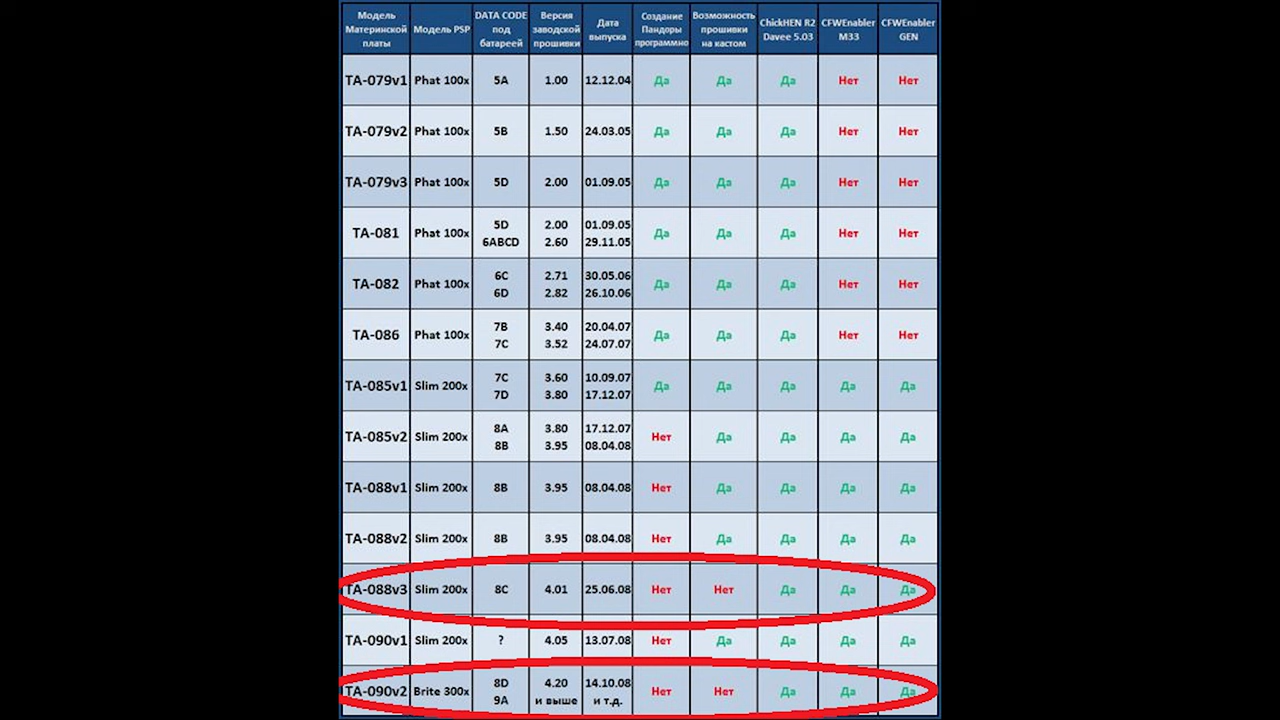 Модель Материнской платы | Модель PSP | DATA CODE под батареей | Версия заводской прошивки | Дата выпуска | Создание Пандоры программно | Возможность прошивки на кастом | ChickHEN R2 Davee 5.03 | CFWEnabler M33 | CFWEnabler GEN
TA-079v1 | Phat 100x | 5A | 1.00 | 12.12.04 | Да | Да | Да | Нет | Нет
TA-079v2 | Phat 100x | 5B | 1.50 | 24.03.05 | Да | Да | Да | Нет | Нет
TA-079v3 | Phat 100x | 5D | 2.00 | 01.09.05 | Да | Да | Да | Нет | Нет
TA-081 | Phat 100x | 5D 6ABCD | 2.00 2.60 | 01.09.05 29.11.05 | Да | Да | Да | Нет | Нет
TA-082 | Phat 100x | 6C 6D | 2.71 2.82 | 30.05.06 26.10.06 | Да | Да | Да | Нет | Нет
TA-086 | Phat 100x | 7B 7C | 3.40 3.52 | 20.04.07 24.07.07 | Да | Да | Да | Нет | Нет
TA-085v1 | Slim 200x | 7C 7D | 3.60 3.80 | 10.09.07 17.12.07 | Да | Да | Да | Да | Да
TA-085v2 | Slim 200x | 8A 8B | 3.80 3.95 | 17.12.07 08.04.08 | Нет | Да | Да | Да | Да
TA-088v1 | Slim 200x | 8B | 3.95 | 08.04.08 | Нет | Да | Да | Да | Да
TA-088v2 | Slim 200x | 8B | 3.95 | 08.04.08 | Нет | Да | Да | Да | Да
TA-088v3 | Slim 200x | 8C | 4.01 | 25.06.08 | Нет | Нет | Да | Да | Да
TA-090v1 | Slim 200x | ? | 4.05 | 13.07.08 | Нет | Да | Да | Да | Да
TA-090v2 | Brite 300x | 8D 9A | 4.20 и выше | 14.10.08 и т.д. | Нет | Нет | Да | Да | Да